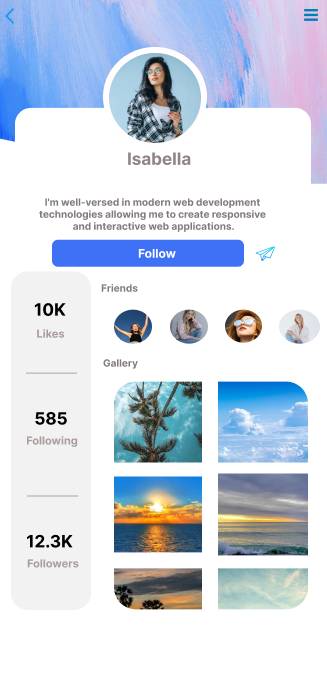 Isabella
I'm well-versed in modern web development
technologies allowing me to create responsive
and interactive web applications.
Follow
10K
Likes
585
Following
12.3K
Followers
Friends
Gallery